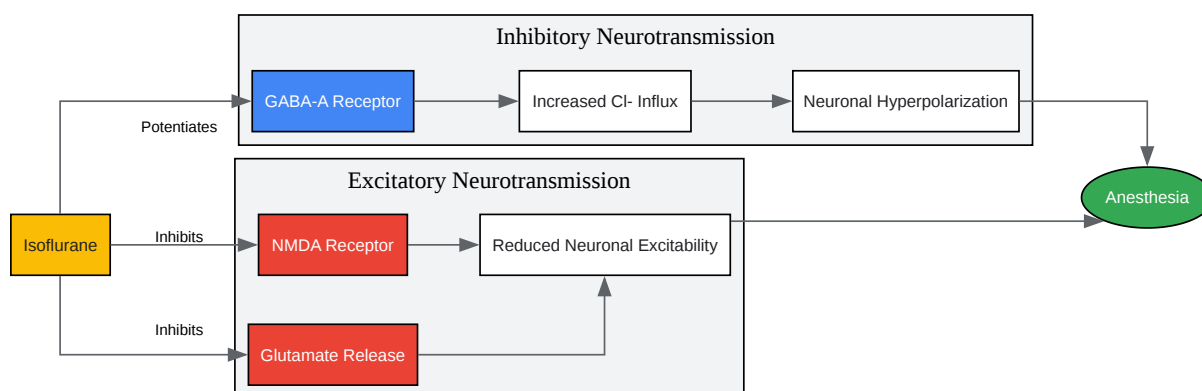 Inhibitory Neurotransmission
GABA-A Receptor
Increased Cl- Influx
Neuronal Hyperpolarization
Potentiates
Excitatory Neurotransmission
Anesthesia
Isoflurane
Inhibits
NMDA Receptor
Reduced Neuronal Excitability
Inhibits
Glutamate Release